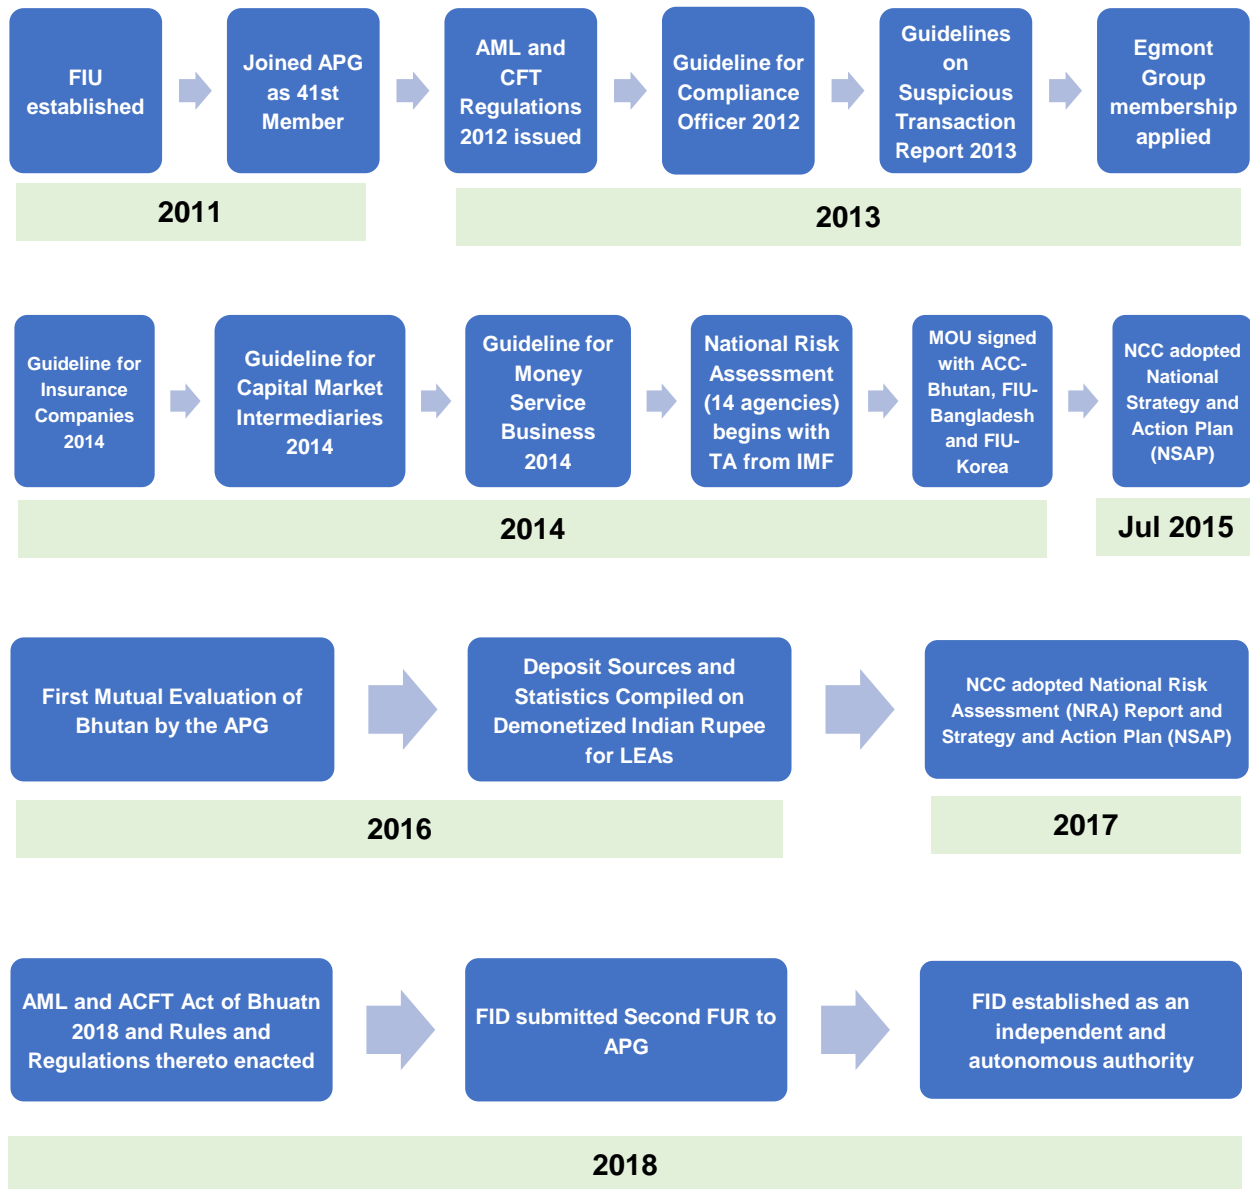 FIU
established
Joined APG
as 41st
Member
AML and
CFT
Regulations
2012 issued
Guideline for
Compliance
Officer 2012
Guidelines
on
Suspicious
Transaction
Report 2013
Egmont
Group
membership
applied
2011
2013
Guideline for
Insurance
Companies
2014
Guideline for
Capital Market
Intermediaries
2014
Guideline for
Money
Service
Business
2014
National Risk
Assessment
(14 agencies)
begins with
TA from IMF
MOU signed
with ACC-
Bhutan, FIU-
Bangladesh
and FIU-
Korea
NCC adopted
National
Strategy and
Action Plan
(NSAP)
2014
Jul 2015
First Mutual Evaluation of
Bhutan by the APG
Deposit Sources and
Statistics Compiled on
Demonetized Indian Rupee
for LEAs
NCC adopted National Risk
Assessment (NRA) Report and
Strategy and Action Plan (NSAP)
2016
2017
AML and ACFT Act of Bhuatn
2018 and Rules and
Regulations thereto enacted
FID submitted Second FUR to
APG
FID established as an
independent and
autonomous authority
2018